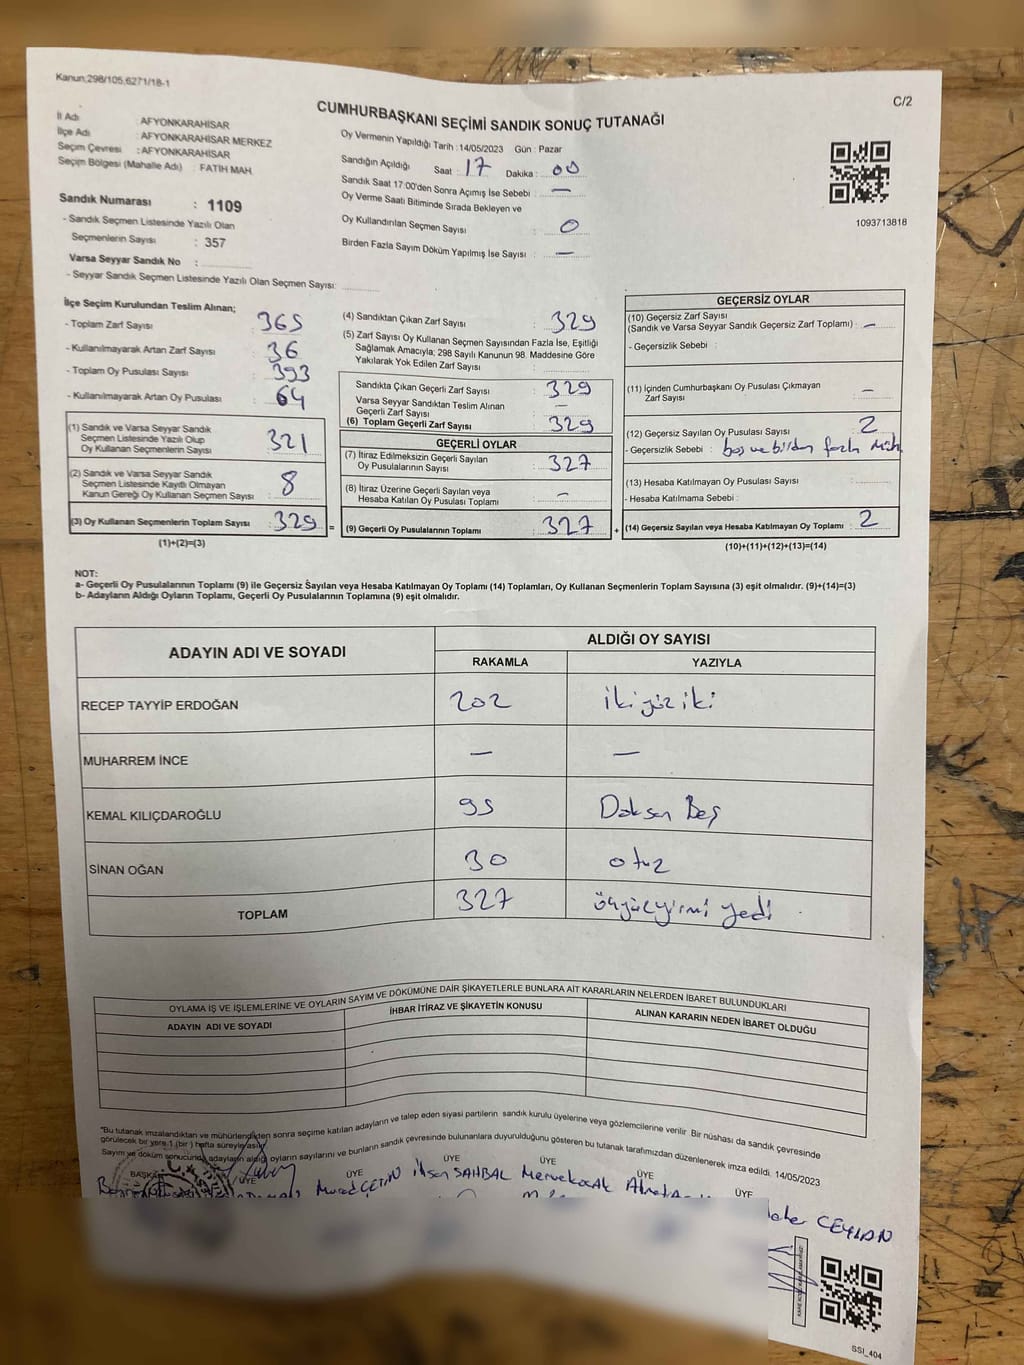 Kanun;298/105,6271/18-1
C/2
CUMHURBAŞKANI SEÇİMİ SANDIK SONUÇ TUTANAĞI
İl Adı : AFYONKARAHİSAR
İlçe Adı : AFYONKARAHİSAR MERKEZ
Seçim Çevresi : AFYONKARAHİSAR
Seçim Bölgesi (Mahalle Adı) : FATİH MAH.
Sandık Numarası : 1109
- Sandık Seçmen Listesinde Yazılı Olan
Seçmenlerin Sayısı : 357
Varsa Seyyar Sandık No :
- Seyyar Sandık Seçmen Listesinde Yazılı Olan Seçmen Sayısı:
Oy Vermenin Yapıldığı Tarih : 14/05/2023 Gün : Pazar
Sandığın Açıldığı Saat : 17 Dakika : 00
Sandık Saat 17:00'den Sonra Açımış İse Sebebi : —
Oy Verme Saati Bitiminde Sırada Bekleyen ve
Oy Kullandırılan Seçmen Sayısı : 0
Birden Fazla Sayım Döküm Yapılmış İse Sayısı : —
1093713818
İlçe Seçim Kurulundan Teslim Alınan;
- Toplam Zarf Sayısı : 365
- Kullanılmayarak Artan Zarf Sayısı : 36
- Toplam Oy Pusulası Sayısı : 393
- Kullanılmayarak Artan Oy Pusulası : 64
(1) Sandık ve Varsa Seyyar Sandık
Seçmen Listesinde Yazılı Olup
Oy Kullanan Seçmenlerin Sayısı : 321
(2) Sandık ve Varsa Seyyar Sandık
Seçmen Listesinde Kayıtlı Olmayan
Kanun Gereği Oy Kullanan Seçmen Sayısı : 8
(3) Oy Kullanan Seçmenlerin Toplam Sayısı : 329 =
(1)+(2)=(3)
(4) Sandıktan Çıkan Zarf Sayısı : 329
(5) Zarf Sayısı Oy Kullanan Seçmen Sayısından Fazla İse, Eşitliği
Sağlamak Amacıyla; 298 Sayılı Kanunun 98. Maddesine Göre
Yakılarak Yok Edilen Zarf Sayısı :
Sandıkta Çıkan Geçerli Zarf Sayısı : 329
Varsa Seyyar Sandıktan Teslim Alınan
Geçerli Zarf Sayısı : —
(6) Toplam Geçerli Zarf Sayısı : 329
GEÇERLİ OYLAR
(7) İtiraz Edilmeksizin Geçerli Sayılan
Oy Pusulalarının Sayısı : 327
(8) İtiraz Üzerine Geçerli Sayılan veya
Hesaba Katılan Oy Pusulası Toplamı : —
(9) Geçerli Oy Pusulalarının Toplamı : 327 +
GEÇERSİZ OYLAR
(10) Geçersiz Zarf Sayısı
(Sandık ve Varsa Seyyar Sandık Geçersiz Zarf Toplamı) : —
- Geçersizlik Sebebi :
(11) İçinden Cumhurbaşkanı Oy Pusulası Çıkmayan
Zarf Sayısı : —
(12) Geçersiz Sayılan Oy Pusulası Sayısı : 2
- Geçersizlik Sebebi : boş ve birden fazla müh.
(13) Hesaba Katılmayan Oy Pusulası Sayısı :
- Hesaba Katılmama Sebebi :
(14) Geçersiz Sayılan veya Hesaba Katılmayan Oy Toplamı : 2
(10)+(11)+(12)+(13)=(14)
NOT:
a- Geçerli Oy Pusulalarının Toplamı (9) ile Geçersiz Sayılan veya Hesaba Katılmayan Oy Toplamı (14) Toplamları, Oy Kullanan Seçmenlerin Toplam Sayısına (3) eşit olmalıdır. (9)+(14)=(3)
b- Adayların Aldığı Oyların Toplamı, Geçerli Oy Pusulalarının Toplamına (9) eşit olmalıdır.
ADAYIN ADI VE SOYADI
ALDIĞI OY SAYISI
RAKAMLA YAZIYLA
RECEP TAYYİP ERDOĞAN 202 iki yüz iki
MUHARREM İNCE — —
KEMAL KILIÇDAROĞLU 95 Doksan Beş
SİNAN OĞAN 30 otuz
TOPLAM 327 üçyüzyirmi yedi
OYLAMA İŞ VE İŞLEMLERİNE VE OYLARIN SAYIM VE DÖKÜMÜNE DAİR ŞİKAYETLERLE BUNLARA AİT KARARLARIN NELERDEN İBARET BULUNDUKLARI
ADAYIN ADI VE SOYADI
İHBAR İTİRAZ VE ŞİKAYETİN KONUSU
ALINAN KARARIN NEDEN İBARET OLDUĞU
"Bu tutanak imzalandıktan ve mühürlendikten sonra seçime katılan adayların ve talep eden siyasi partilerin sandık kurulu üyelerine veya gözlemcilerine verilir. Bir nüshası da sandık çevresinde
görülecek bir yere 1 (bir) hafta süreyle asılır.
Sayım ve döküm sonucunda adayların aldığı oyların sayılarını ve bunların sandık çevresinde bulunanlara duyurulduğunu gösteren bu tutanak tarafımızdan düzenlenerek imza edildi. 14/05/2023
BAŞKAN ÜYE ÜYE ÜYE ÜYE ÜYE ÜYE
Murad ÇETİN İhsan SAHBAL Merve KOÇAK Ahmet
CEYLAN
SSI_404